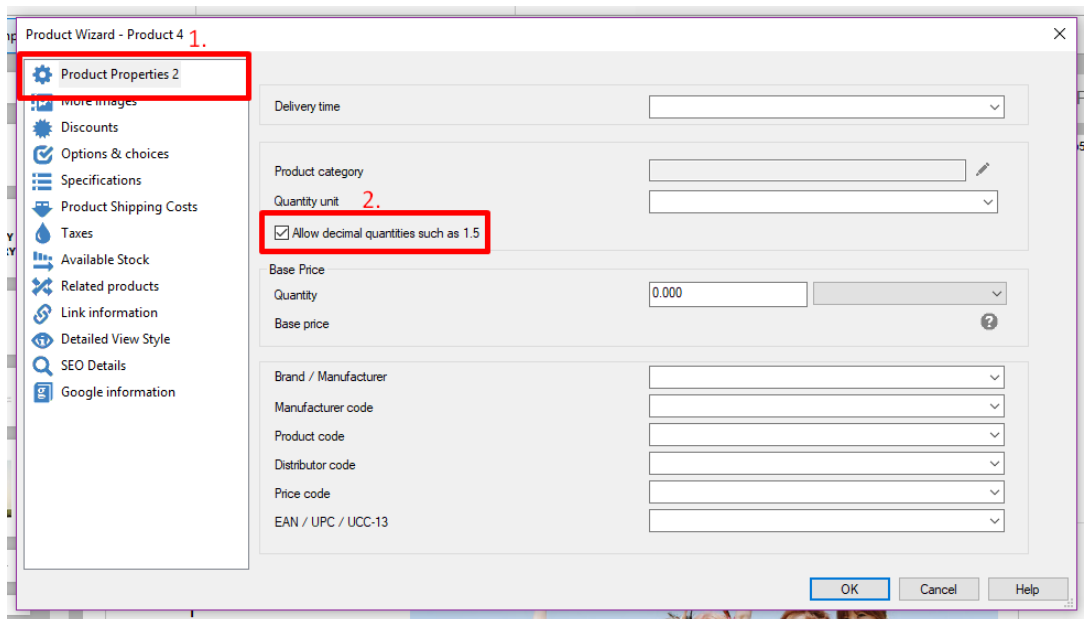 Product Wizard - Product 4
1.
Product Properties 2
More Images
Discounts
Options & choices
Specifications
Product Shipping Costs
Taxes
Available Stock
Related products
Link information
Detailed View Style
SEO Details
Google information
Delivery time
Product category
Quantity unit
2.
Allow decimal quantities such as 1.5
Base Price
Quantity
0.000
Base price
?
Brand / Manufacturer
Manufacturer code
Product code
Distributor code
Price code
EAN / UPC / UCC-13
OK
Cancel
Help